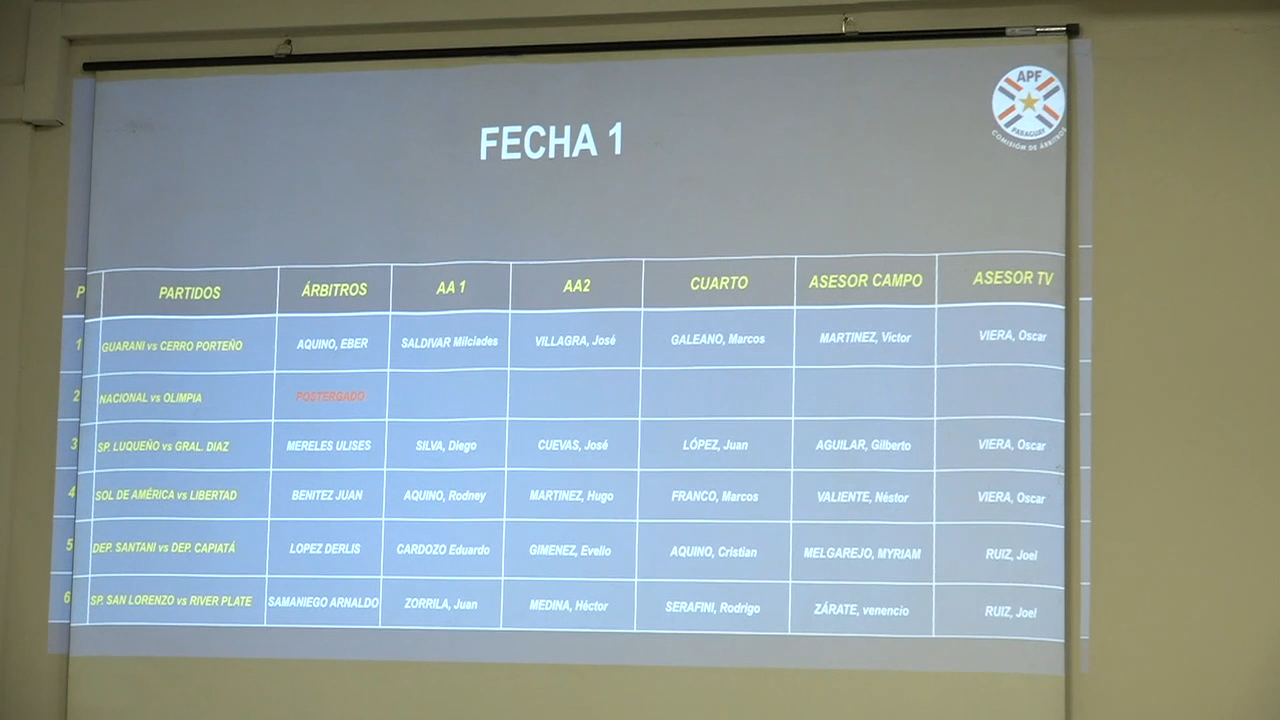 APF
PARAGUAY
COMISIÓN DE ÁRBITROS
FECHA 1
P PARTIDOS ÁRBITROS AA 1 AA2 CUARTO ASESOR CAMPO ASESOR TV
1 GUARANI vs CERRO PORTEÑO AQUINO, EBER SALDIVAR Milciades VILLAGRA, José GALEANO, Marcos MARTINEZ, Victor VIERA, Oscar
2 NACIONAL vs OLIMPIA POSTERGADO
3 SP. LUQUEÑO vs GRAL. DIAZ MERELES ULISES SILVA, Diego CUEVAS, José LÓPEZ, Juan AGUILAR, Gilberto VIERA, Oscar
4 SOL DE AMÉRICA vs LIBERTAD BENITEZ JUAN AQUINO, Rodney MARTINEZ, Hugo FRANCO, Marcos VALIENTE, Néstor VIERA, Oscar
5 DEP. SANTANI vs DEP. CAPIATÁ LOPEZ DERLIS CARDOZO Eduardo GIMENEZ, Evelio AQUINO, Cristian MELGAREJO, MYRIAM RUIZ, Joel
6 SP. SAN LORENZO vs RIVER PLATE SAMANIEGO ARNALDO ZORRILA, Juan MEDINA, Héctor SERAFINI, Rodrigo ZÁRATE, venencio RUIZ, Joel